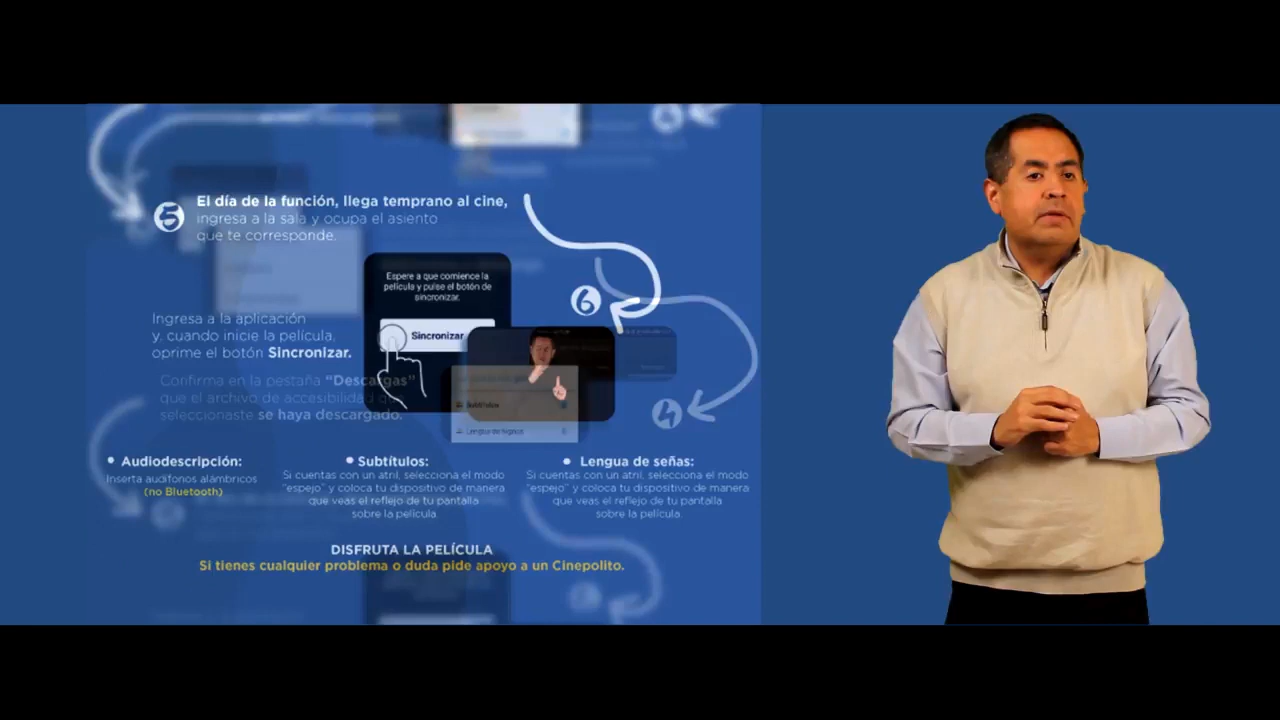 5
El día de la función, llega temprano al cine,
ingresa a la sala y ocupa el asiento
que te corresponde.
Espere a que comience la
película y pulse el botón de
sincronizar.
6
Sincronizar
Ingresa a la aplicación
y, cuando inicie la película,
oprime el botón Sincronizar.
Confirma en la pestaña “Descargas”
que el archivo de accesibilidad que
seleccionaste se haya descargado.
Subtítulos
4
Lengua de señas
Audiodescripción:
Inserta audífonos alámbricos
(no Bluetooth)
Subtítulos:
Si cuentas con un atril, selecciona el modo
“espejo” y coloca tu dispositivo de manera
que veas el reflejo de tu pantalla
sobre la película.
Lengua de señas:
Si cuentas con un atril, selecciona el modo
“espejo” y coloca tu dispositivo de manera
que veas el reflejo de tu pantalla
sobre la película.
DISFRUTA LA PELÍCULA
Si tienes cualquier problema o duda pide apoyo a un Cinepolito.